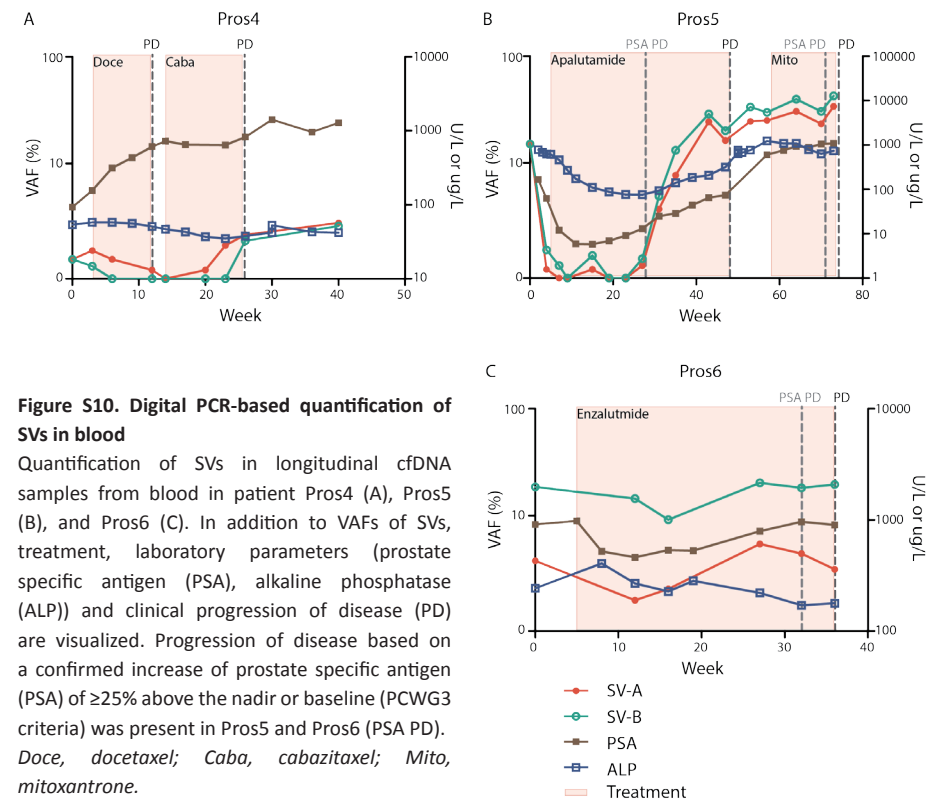 A
Pros4
PD
PD
Doce
Caba
100
10
0
VAF (%)
10000
1000
100
10
U/L or ug/L
0
10
20
30
40
50
Week
B
Pros5
PSA PD
PD
PSA PD
PD
Apalutamide
Mito
100
10
0
VAF (%)
100000
10000
1000
100
10
1
U/L or ug/L
0
20
40
60
80
Week
C
Pros6
PSA PD
PD
Enzalutmide
100
10
0
VAF (%)
10000
1000
100
U/L or ug/L
0
10
20
30
40
Week
SV-A
SV-B
PSA
ALP
Treatment
Figure S10. Digital PCR-based quantification of
SVs in blood
Quantification of SVs in longitudinal cfDNA
samples from blood in patient Pros4 (A), Pros5
(B), and Pros6 (C). In addition to VAFs of SVs,
treatment, laboratory parameters (prostate
specific antigen (PSA), alkaline phosphatase
(ALP)) and clinical progression of disease (PD)
are visualized. Progression of disease based on
a confirmed increase of prostate specific antigen
(PSA) of ≥25% above the nadir or baseline (PCWG3
criteria) was present in Pros5 and Pros6 (PSA PD).
Doce, docetaxel; Caba, cabazitaxel; Mito,
mitoxantrone.